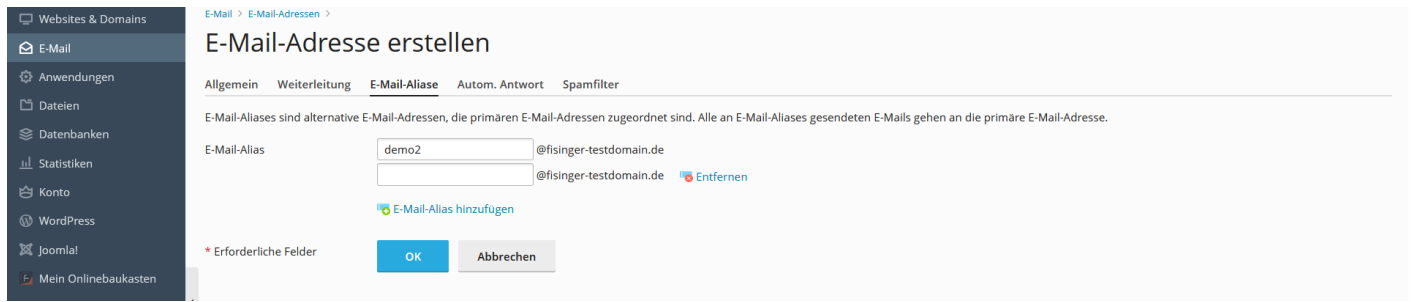 Websites & Domains
E-Mail
Anwendungen
Dateien
Datenbanken
Statistiken
Konto
WordPress
Joomla!
Mein Onlinebaukasten
E-Mail > E-Mail-Adressen >
E-Mail-Adresse erstellen
Allgemein Weiterleitung E-Mail-Aliase Autom. Antwort Spamfilter
E-Mail-Aliases sind alternative E-Mail-Adressen, die primären E-Mail-Adressen zugeordnet sind. Alle an E-Mail-Aliases gesendeten E-Mails gehen an die primäre E-Mail-Adresse.
E-Mail-Alias demo2 @fisinger-testdomain.de
@fisinger-testdomain.de Entfernen
E-Mail-Alias hinzufügen
* Erforderliche Felder OK Abbrechen